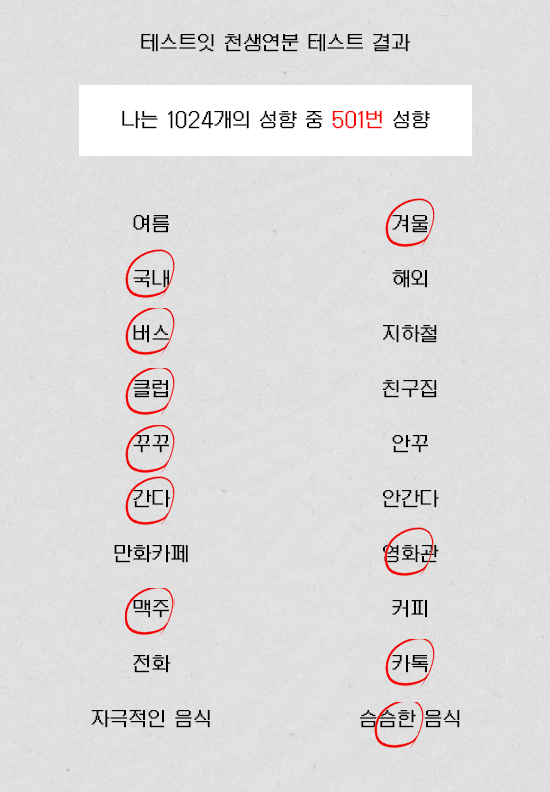 테스트잇 천생연분 테스트 결과
나는 1024개의 성향 중 501번 성향
여름 겨울
국내 해외
버스 지하철
클럽 친구집
꾸꾸 안꾸
간다 안간다
만화카페 영화관
맥주 커피
전화 카톡
자극적인 음식 슴슴한 음식